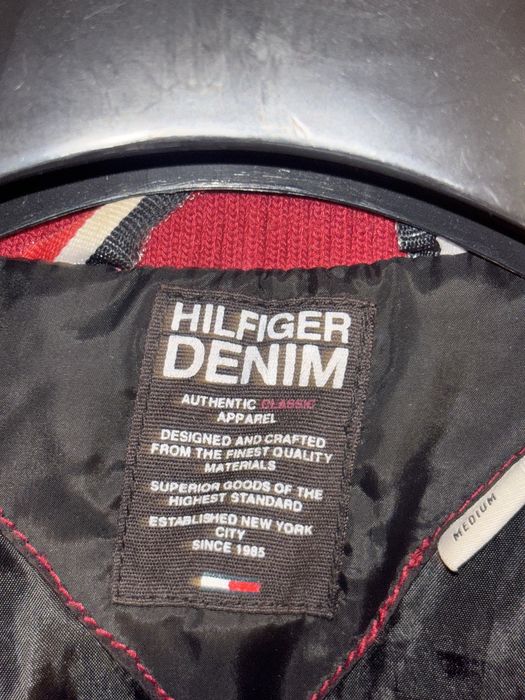 HILFIGER
DENIM
AUTHENTIC CLASSIC
APPAREL
DESIGNED AND CRAFTED
FROM THE FINEST QUALITY
MATERIALS
SUPERIOR GOODS OF THE
HIGHEST STANDARD
ESTABLISHED NEW YORK
CITY
SINCE 1985
MEDIUM